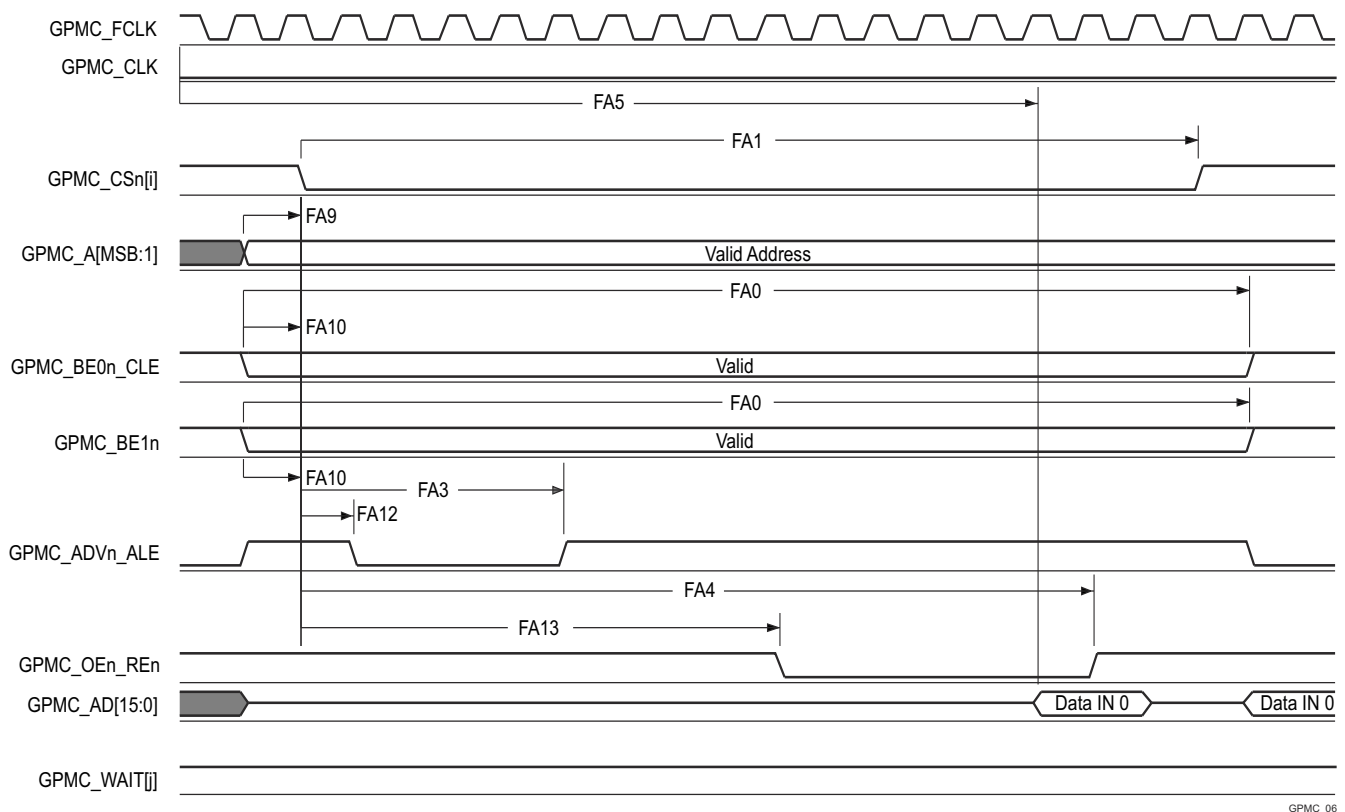 GPMC_FCLK
GPMC_CLK
FA5
FA1
GPMC_CSn[i]
FA9
GPMC_A[MSB:1]
Valid Address
FA0
FA10
GPMC_BE0n_CLE
Valid
FA0
GPMC_BE1n
Valid
FA10
FA3
FA12
GPMC_ADVn_ALE
FA4
FA13
GPMC_OEn_REn
GPMC_AD[15:0]
Data IN 0
Data IN 0
GPMC_WAIT[j]
GPMC_06